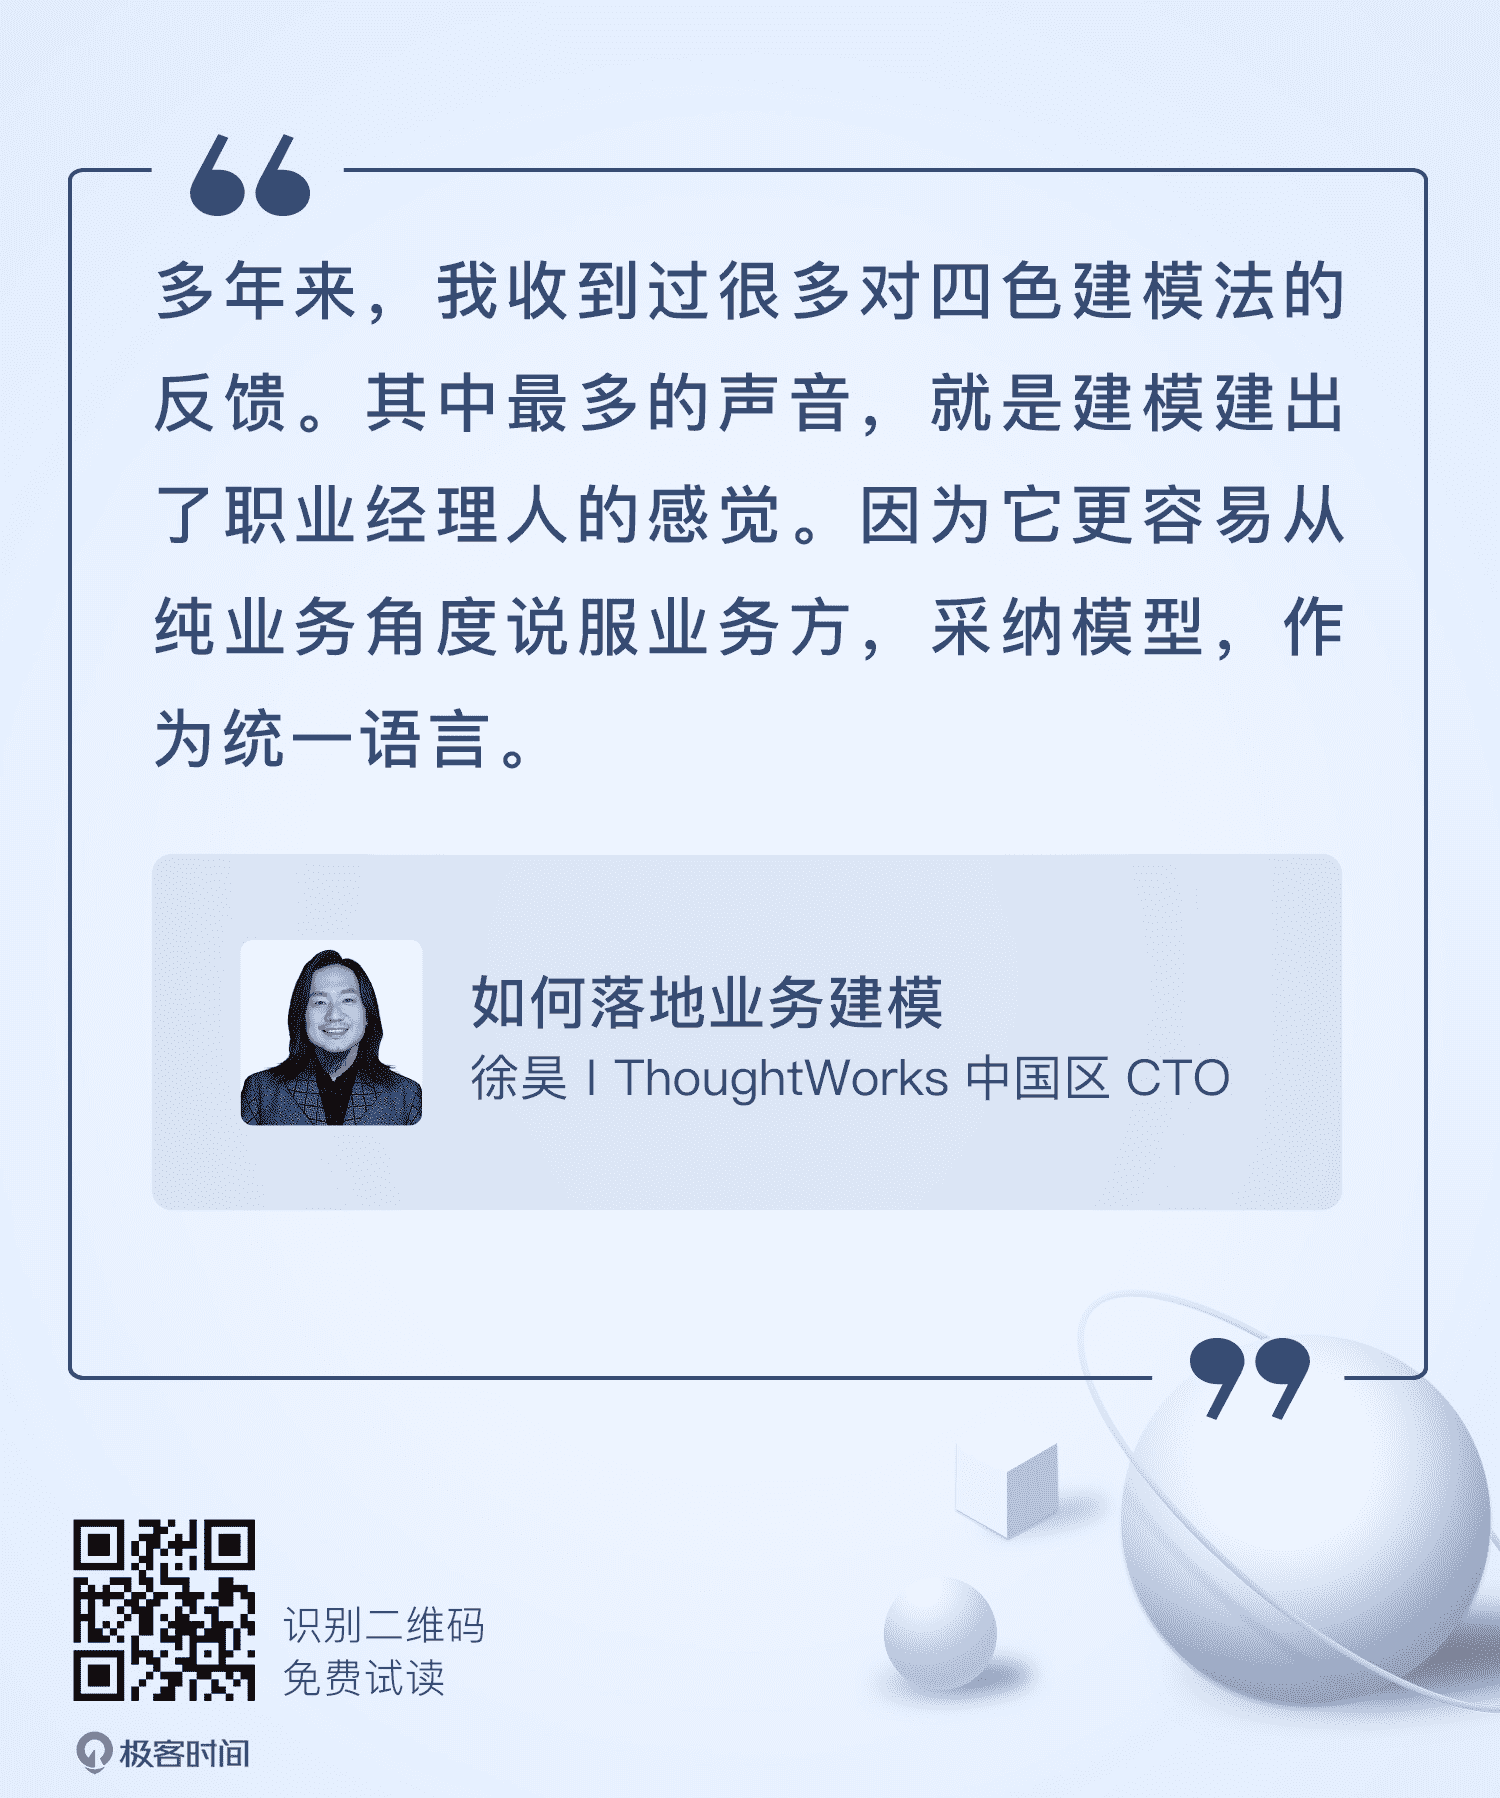 多年来，我收到过很多对四色建模法的
反馈。其中最多的声音，就是建模建出
了职业经理人的感觉。因为它更容易从
纯业务角度说服业务方，采纳模型，作
为统一语言。
如何落地业务建模
徐昊 | ThoughtWorks 中国区 CTO
识别二维码
免费试读
极客时间